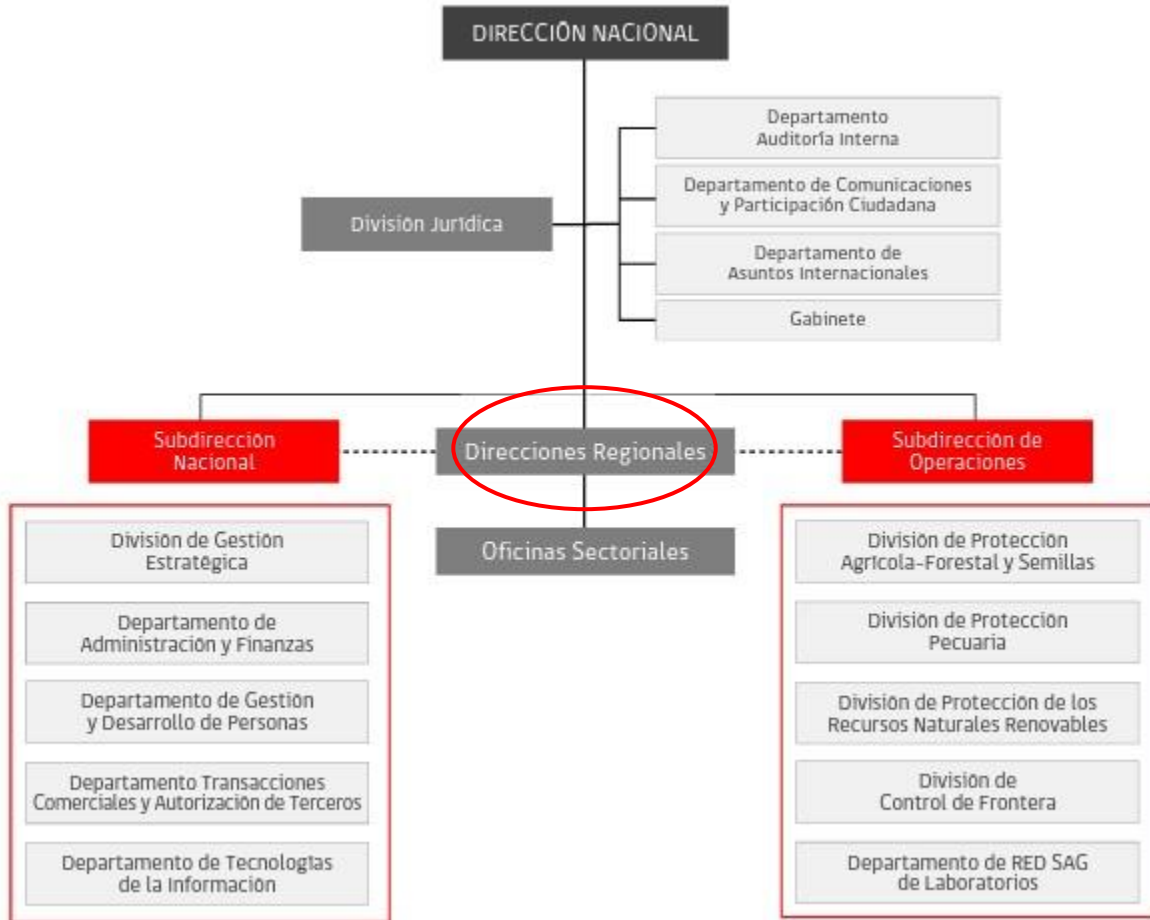 DIRECCIÓN NACIONAL
Departamento
Auditoría Interna
Departamento de Comunicaciones
y Participación Ciudadana
División Jurídica
Departamento de
Asuntos Internacionales
Gabinete
Subdirección
Nacional
Direcciones Regionales
Subdirección de
Operaciones
Oficinas Sectoriales
División de Gestión
Estratégica
Departamento de
Administración y Finanzas
Departamento de Gestión
y Desarrollo de Personas
Departamento Transacciones
Comerciales y Autorización de Terceros
Departamento de Tecnologías
de la Información
División de Protección
Agrícola-Forestal y Semillas
División de Protección
Pecuaria
División de Protección de los
Recursos Naturales Renovables
División de
Control de Frontera
Departamento de RED SAG
de Laboratorios